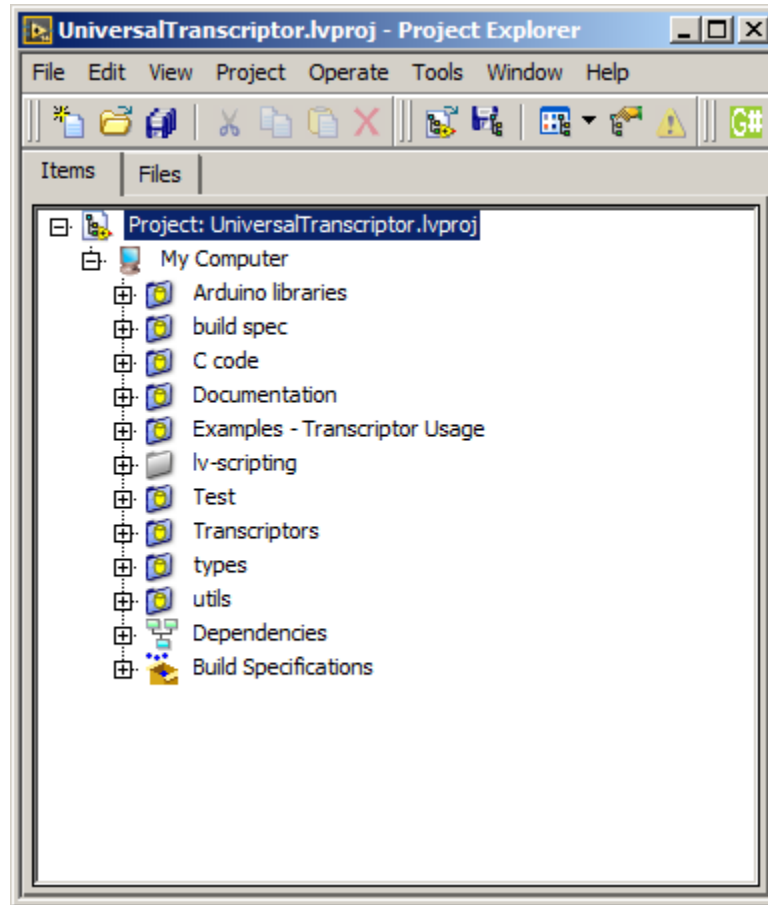 UniversalTranscriptor.lvproj - Project Explorer
File Edit View Project Operate Tools Window Help
G#
Items Files
Project: UniversalTranscriptor.lvproj
My Computer
Arduino libraries
build spec
C code
Documentation
Examples - Transcriptor Usage
lv-scripting
Test
Transcriptors
types
utils
Dependencies
Build Specifications